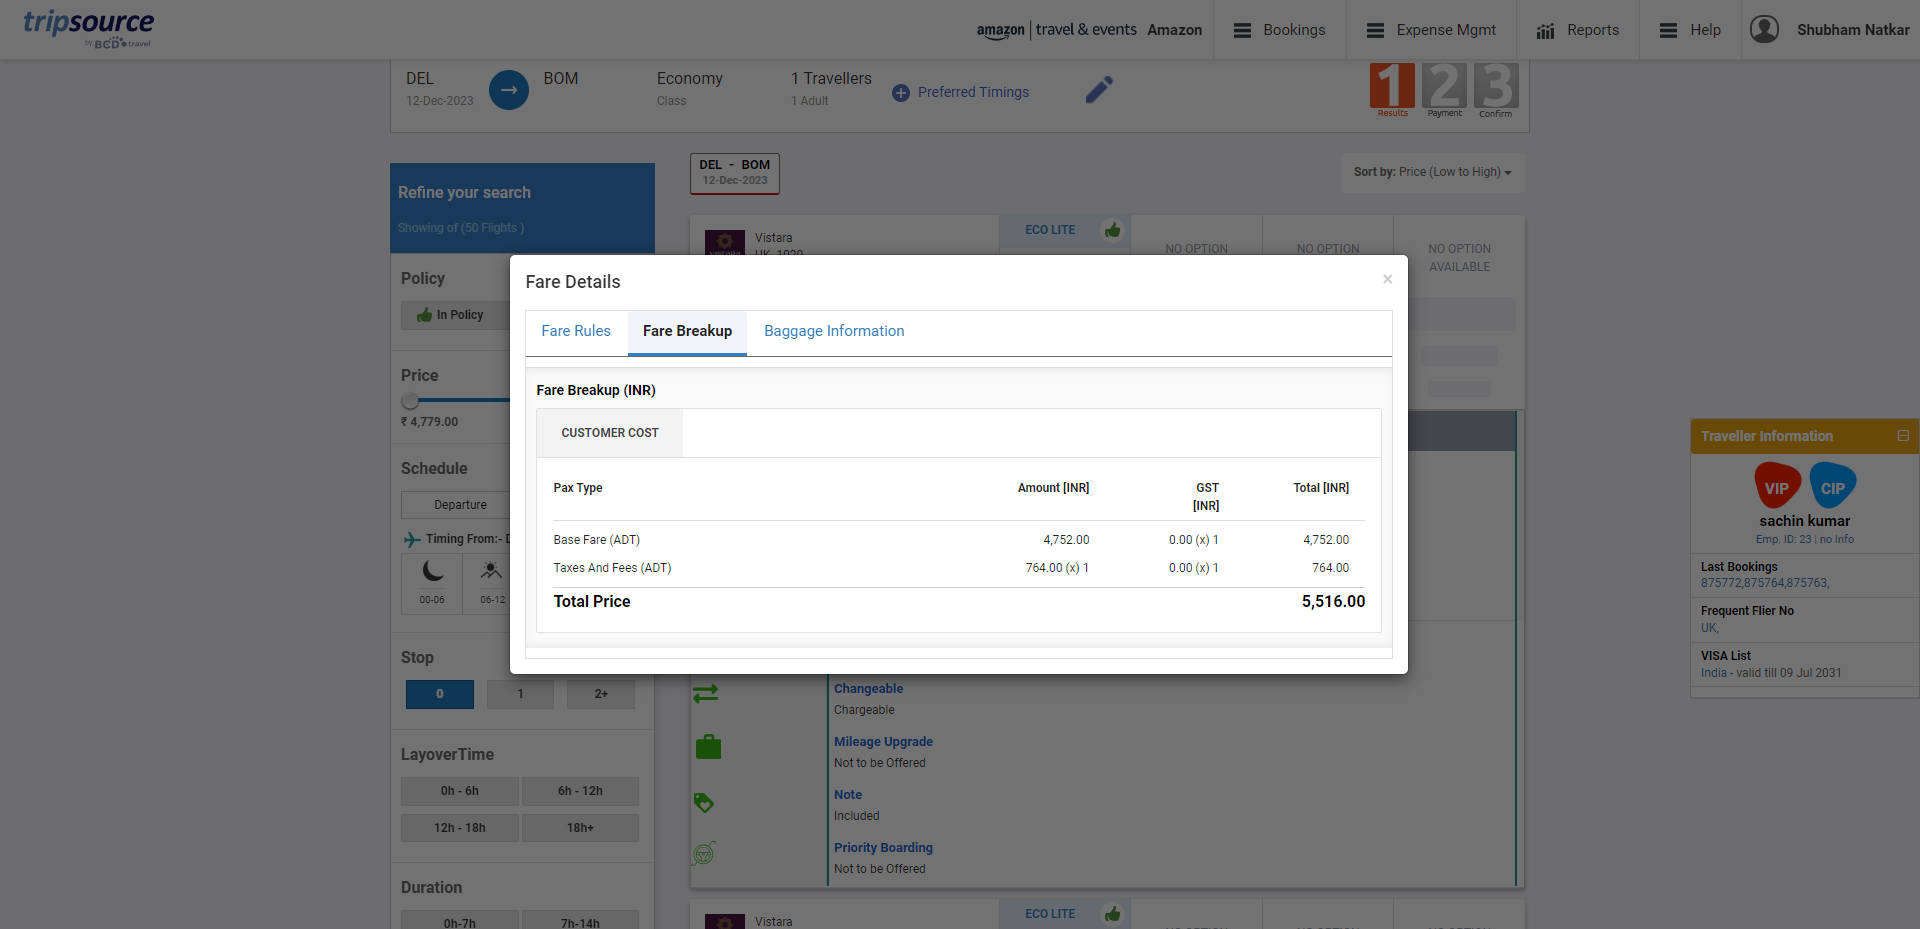 tripsource
by BCD travel
amazon | travel & events Amazon
Bookings
Expense Mgmt
Reports
Help
Shubham Natkar
DEL
BOM
Economy
1 Travellers
12-Dec-2023
Class
1 Adult
Preferred Timings
1 2 3
Results Payment Confirm
Refine your search
Showing of (50 Flights )
DEL - BOM
12-Dec-2023
Sort by: Price (Low to High)
Vistara
UK- 1020
ECO LITE
NO OPTION
NO OPTION
NO OPTION
AVAILABLE
Policy
In Policy
Price
₹ 4,779.00
Schedule
Departure
Timing From:- D
00-06
06-12
Stop
0
1
2+
LayoverTime
0h - 6h
6h - 12h
12h - 18h
18h+
Duration
0h-7h
7h-14h
Fare Details
×
Fare Rules
Fare Breakup
Baggage Information
Fare Breakup (INR)
CUSTOMER COST
Pax Type Amount [INR] GST [INR] Total [INR]
Base Fare (ADT) 4,752.00 0.00 (x) 1 4,752.00
Taxes And Fees (ADT) 764.00 (x) 1 0.00 (x) 1 764.00
Total Price 5,516.00
Changeable
Chargeable
Mileage Upgrade
Not to be Offered
Note
Included
Priority Boarding
Not to be Offered
Vistara
ECO LITE
Traveller Information
VIP CIP
sachin kumar
Emp. ID: 23 | no Info
Last Bookings
875772,875764,875763,
Frequent Flier No
UK,
VISA List
India - valid till 09 Jul 2031